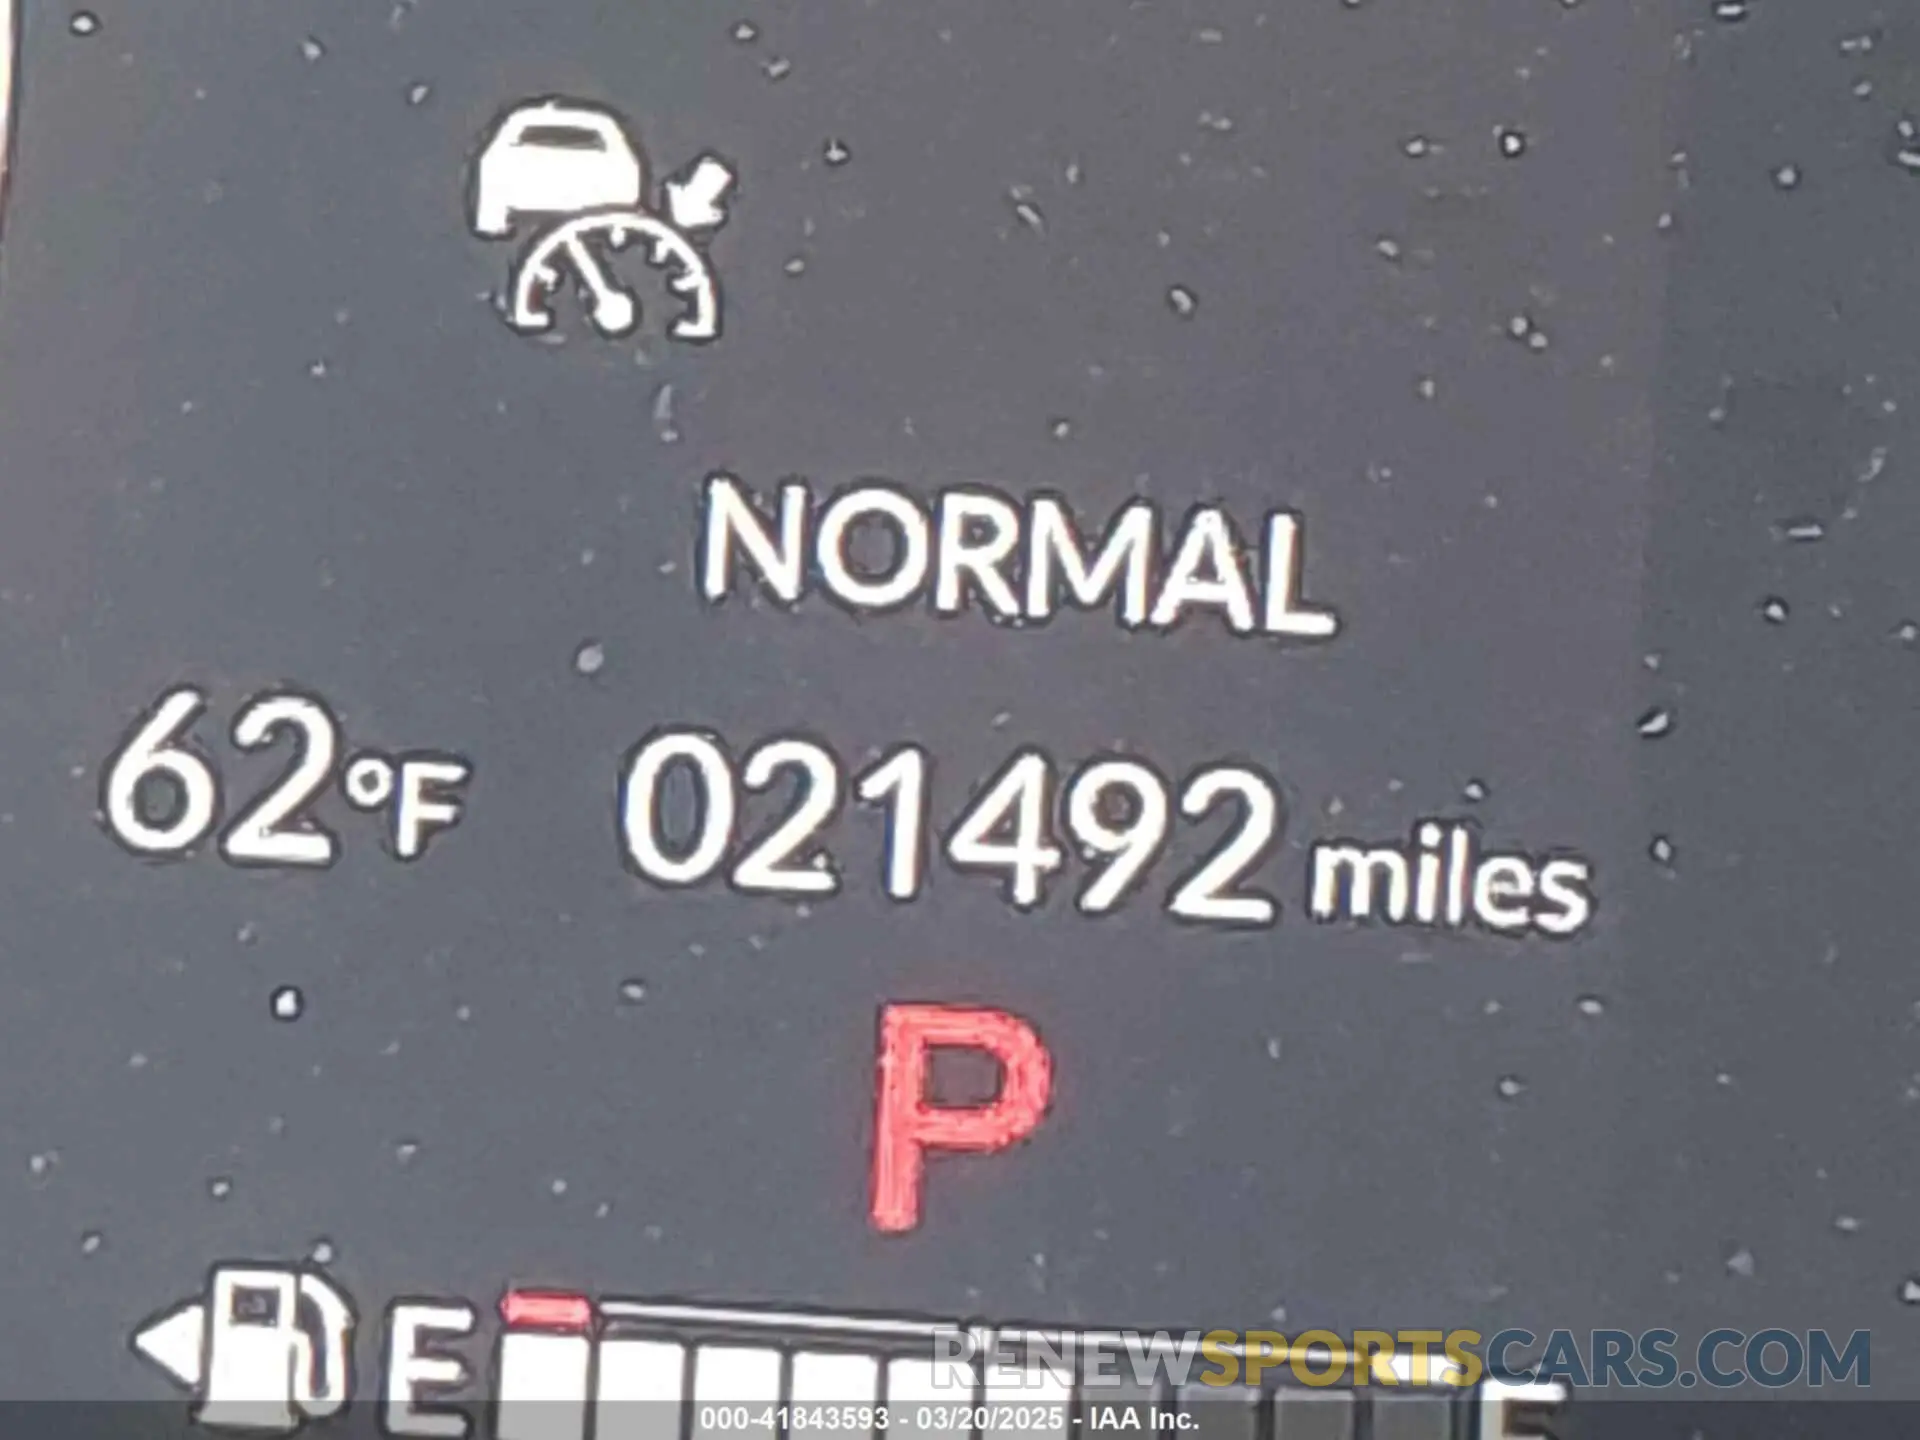 NORMAL
62°F 021492 miles
P
E F
RENEWSPORTSCARS.COM
000-41843593 - 03/20/2025 - IAA Inc.